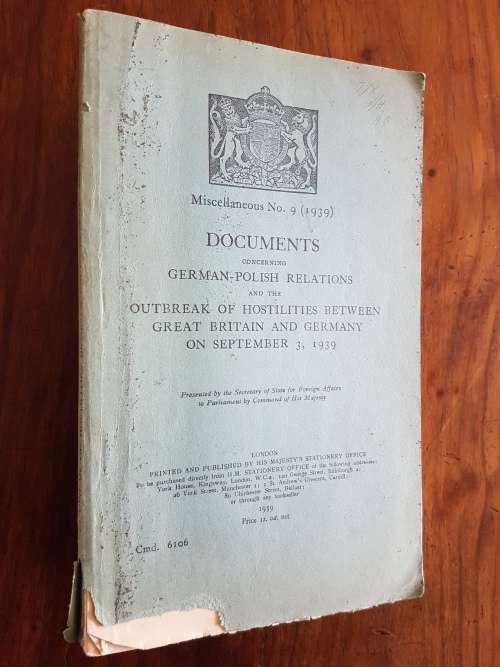 Miscellaneous No. 9 (1939)
DOCUMENTS
CONCERNING
GERMAN-POLISH RELATIONS
AND THE
OUTBREAK OF HOSTILITIES BETWEEN
GREAT BRITAIN AND GERMANY
ON SEPTEMBER 3, 1939
Presented by the Secretary of State for Foreign Affairs
to Parliament by Command of His Majesty
LONDON
PRINTED AND PUBLISHED BY HIS MAJESTY'S STATIONERY OFFICE
To be purchased directly from H.M. STATIONERY OFFICE at the following addresses:
York House, Kingsway, London, W.C.2; 120 George Street, Edinburgh 2;
26 York Street, Manchester 1; 1 St. Andrew's Crescent, Cardiff;
80 Chichester Street, Belfast;
or through any bookseller
1939
Price 1s. 0d. net
Cmd. 6106